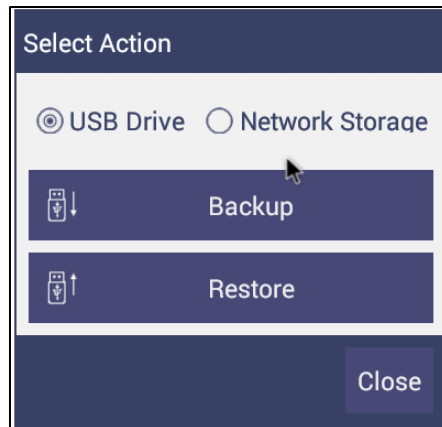 Select Action
USB Drive Network Storage
Backup
Restore
Close